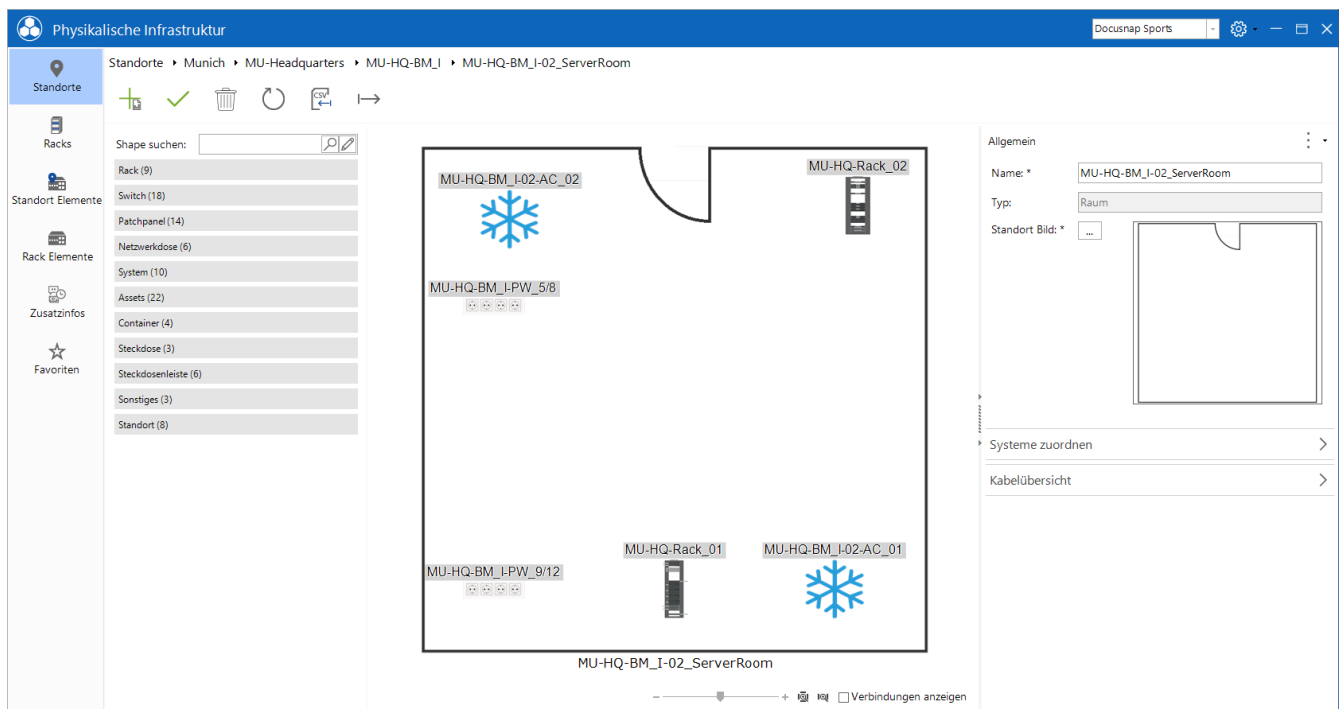 Physikalische Infrastruktur
Docusnap Sports
Standorte
Racks
Standort Elemente
Rack Elemente
Zusatzinfos
Favoriten
Standorte Munich MU-Headquarters MU-HQ-BM_I MU-HQ-BM_I-02_ServerRoom
CSV
Shape suchen:
Rack (9)
Switch (18)
Patchpanel (14)
Netzwerkdose (6)
System (10)
Assets (22)
Container (4)
Steckdose (3)
Steckdosenleiste (6)
Sonstiges (3)
Standort (8)
MU-HQ-BM_I-02-AC_02
MU-HQ-Rack_02
MU-HQ-BM_I-PW_5/8
MU-HQ-Rack_01
MU-HQ-BM_I-02-AC_01
MU-HQ-BM_I-PW_9/12
MU-HQ-BM_I-02_ServerRoom
Verbindungen anzeigen
Allgemein
Name: * MU-HQ-BM_I-02_ServerRoom
Typ: Raum
Standort Bild: * ...
Systeme zuordnen
Kabelübersicht